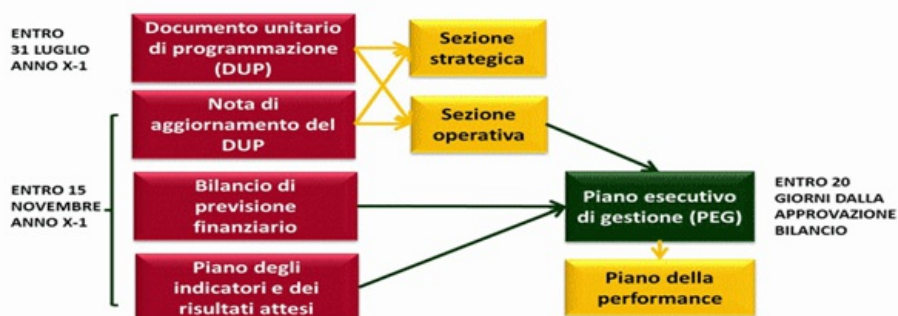 ENTRO
31 LUGLIO
ANNO X-1
Documento unitario
di programmazione
(DUP)
Sezione
strategica
Nota di
aggiornamento del
DUP
Sezione
operativa
ENTRO 15
NOVEMBRE
ANNO X-1
Bilancio di
previsione
finanziario
Piano esecutivo
di gestione (PEG)
ENTRO 20
GIORNI DALLA
APPROVAZIONE
BILANCIO
Piano degli
indicatori e dei
risultati attesi
Piano della
performance